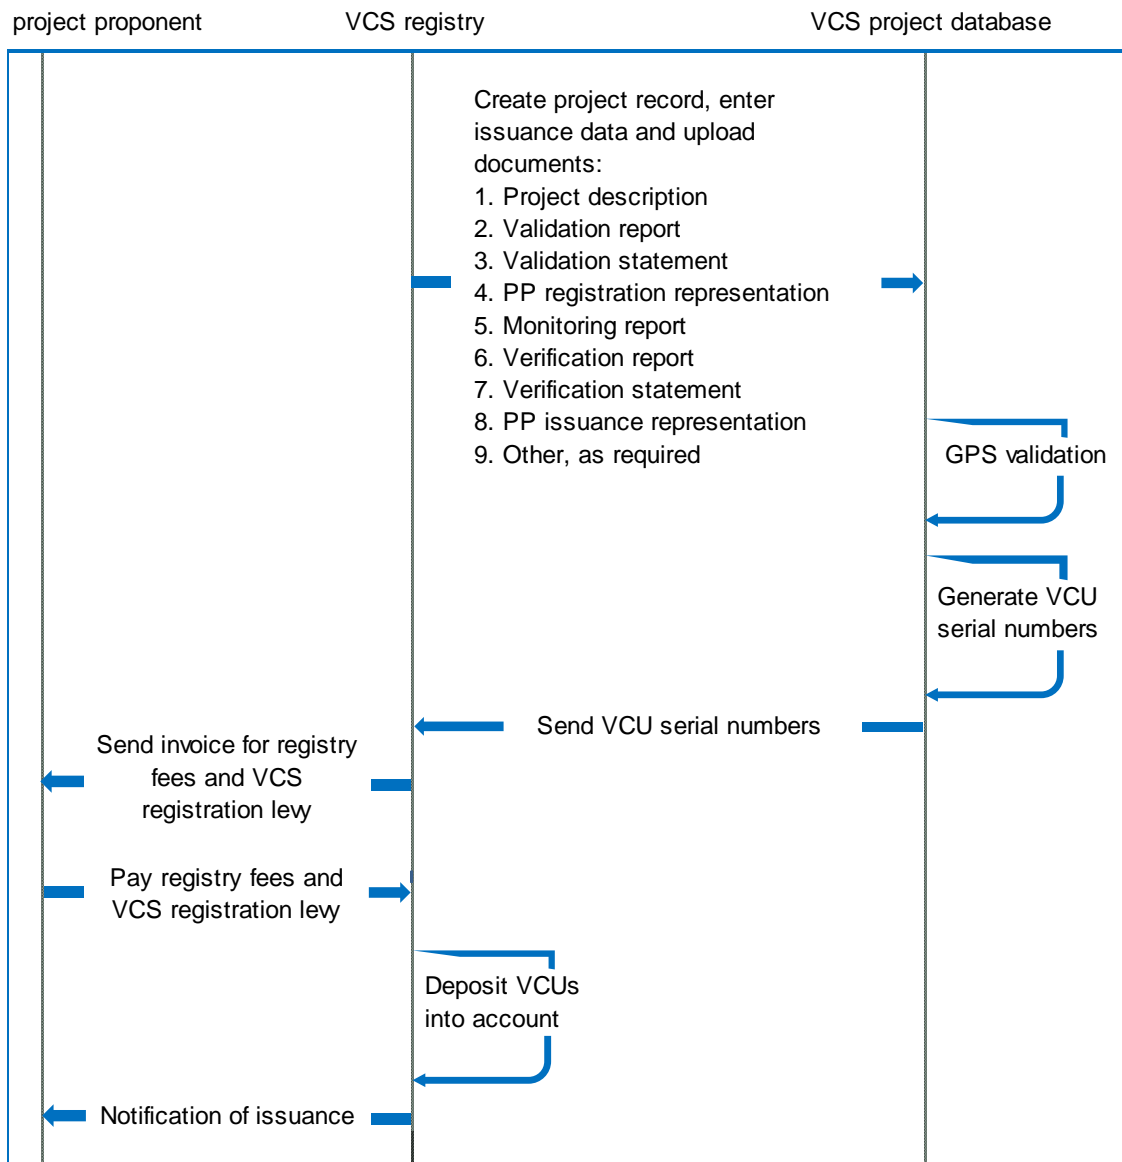 project proponent
VCS registry
VCS project database
Create project record, enter
issuance data and upload
documents:
1. Project description
2. Validation report
3. Validation statement
4. PP registration representation
5. Monitoring report
6. Verification report
7. Verification statement
8. PP issuance representation
9. Other, as required
GPS validation
Generate VCU
serial numbers
Send VCU serial numbers
Send invoice for registry
fees and VCS
registration levy
Pay registry fees and
VCS registration levy
Deposit VCUs
into account
Notification of issuance